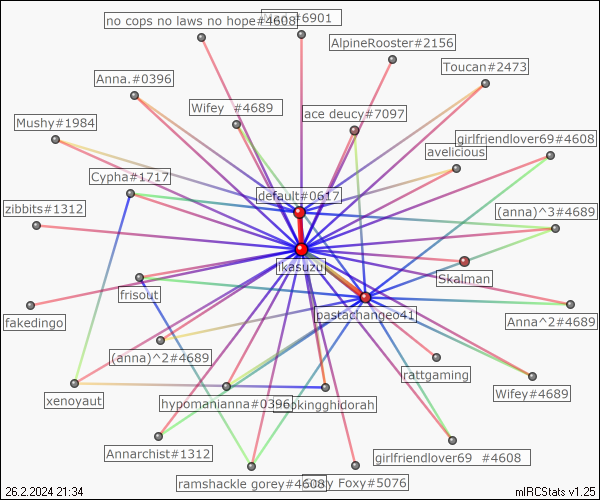 no cops no laws no hope#4608
#6901
AlpineRooster#2156
Toucan#2473
Anna.#0396
Wifey  #4689
ace deucy#7097
Mushy#1984
girlfriendlover69#4608
avelicious
Cypha#1717
default#0617
zibbits#1312
(anna)^3#4689
ikasuzu
Skalman
frisout
pastachangeo41
fakedingo
Anna^2#4689
(anna)^2#4689
rattgaming
xenoyaut
Wifey#4689
hypomanianna#0396
kingghidorah
Annarchist#1312
girlfriendlover69  #4608
ramshackle gorey#4608
Foxy#5076
26.2.2024 21:34
mIRCStats v1.25